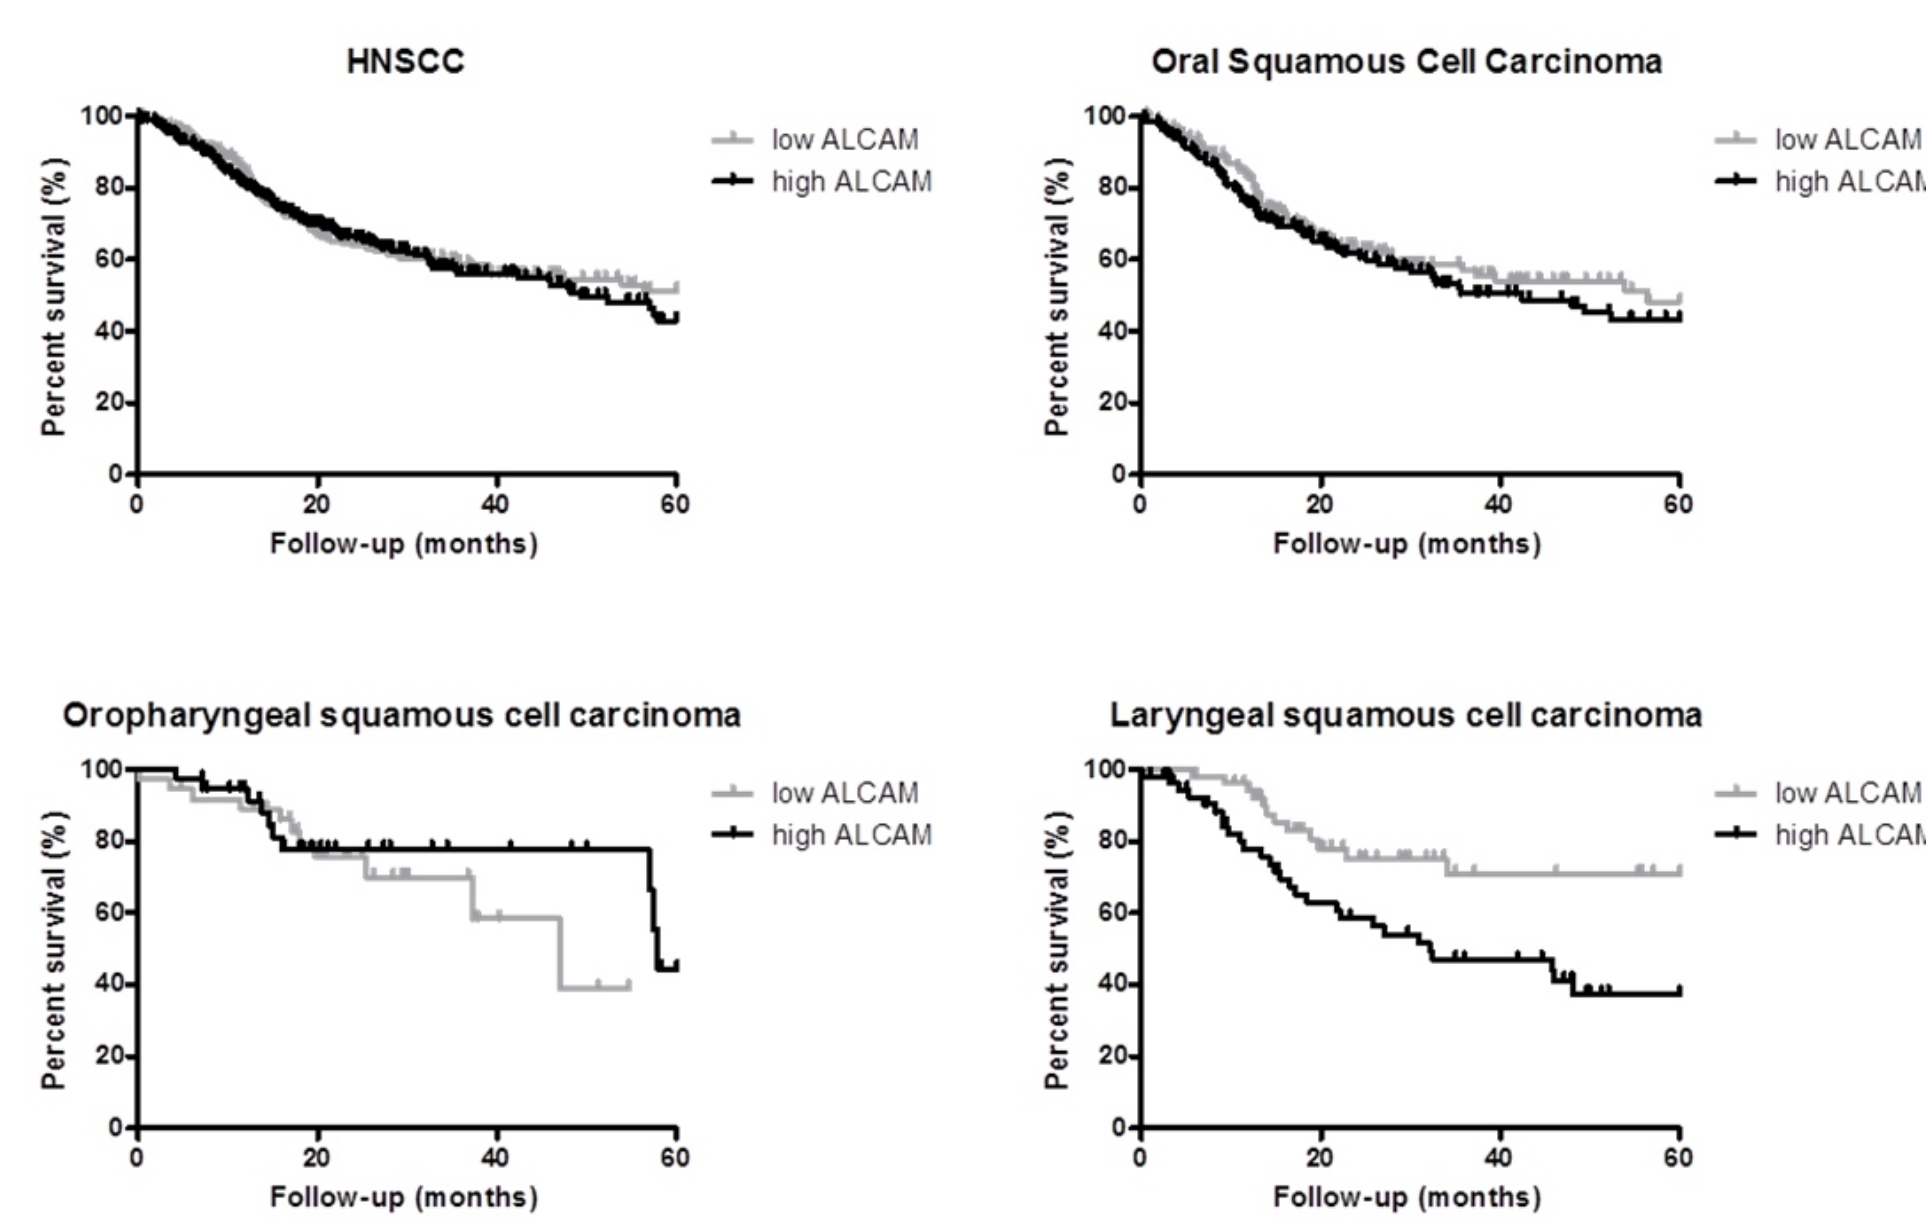 HNSCC
100
80
60
40
20
0
Percent survival (%)
0 20 40 60
Follow-up (months)
low ALCAM
high ALCAM
Oral Squamous Cell Carcinoma
100
80
60
40
20
0
Percent survival (%)
0 20 40 60
Follow-up (months)
low ALCAM
high ALCAM
Oropharyngeal squamous cell carcinoma
100
80
60
40
20
0
Percent survival (%)
0 20 40 60
Follow-up (months)
low ALCAM
high ALCAM
Laryngeal squamous cell carcinoma
100
80
60
40
20
0
Percent survival (%)
0 20 40 60
Follow-up (months)
low ALCAM
high ALCAM